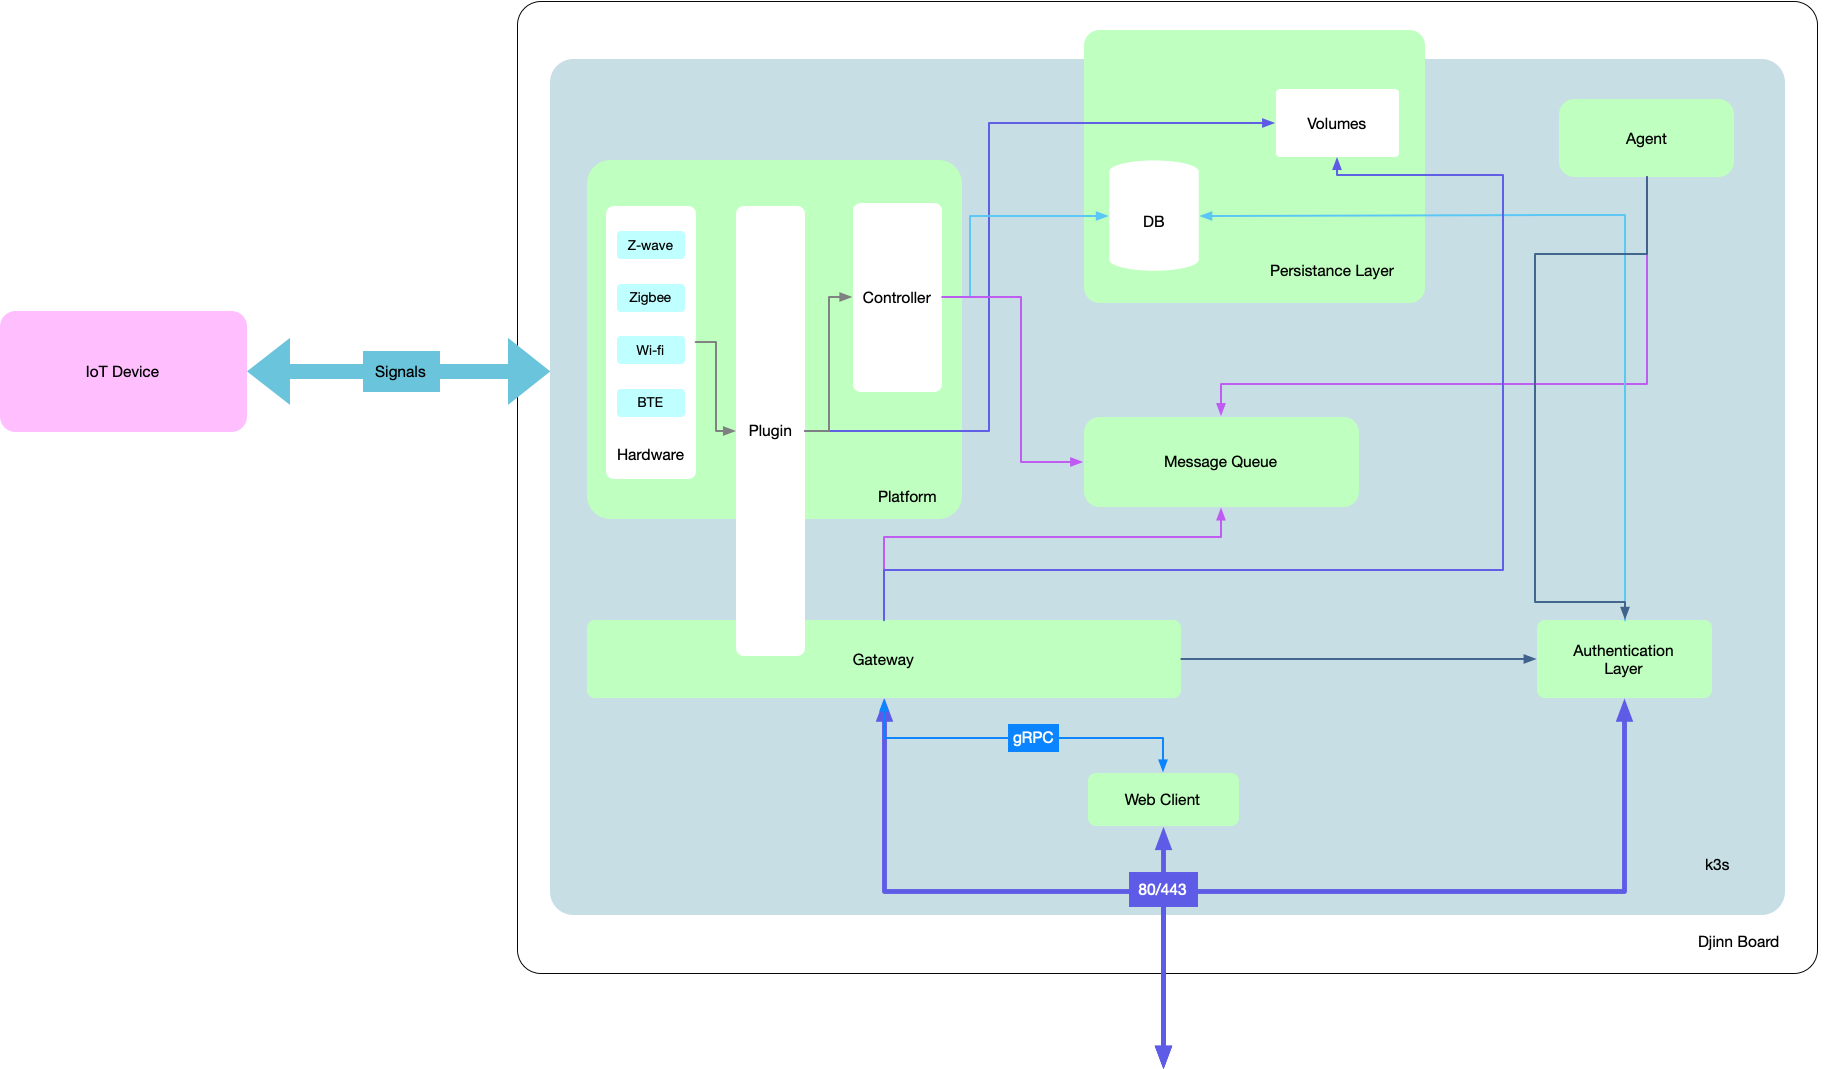 Volumes
Agent
DB
Z-wave
Persistance Layer
Zigbee
Controller
Wi-fi
IoT Device
Signals
BTE
Plugin
Hardware
Message Queue
Platform
Authentication
Layer
Gateway
gRPC
Web Client
k3s
80/443
Djinn Board